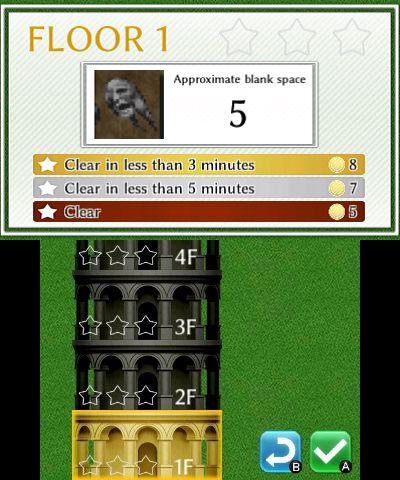 FLOOR 1
Approximate blank space
5
Clear in less than 3 minutes 8
Clear in less than 5 minutes 7
Clear 5
4F
3F
2F
1F
B A